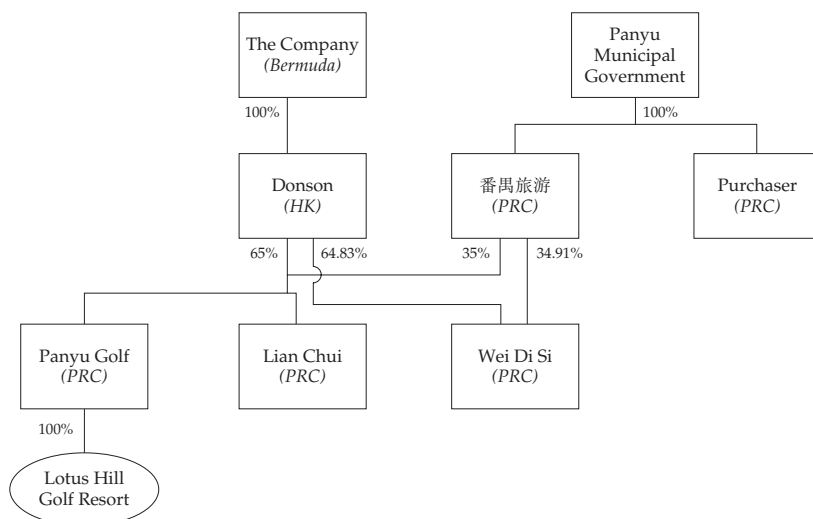 The Company
(Bermuda)
Panyu
Municipal
Government
100%
100%
Donson
(HK)
番禺旅游
(PRC)
Purchaser
(PRC)
65%
64.83%
35%
34.91%
Panyu Golf
(PRC)
Lian Chui
(PRC)
Wei Di Si
(PRC)
100%
Lotus Hill
Golf Resort